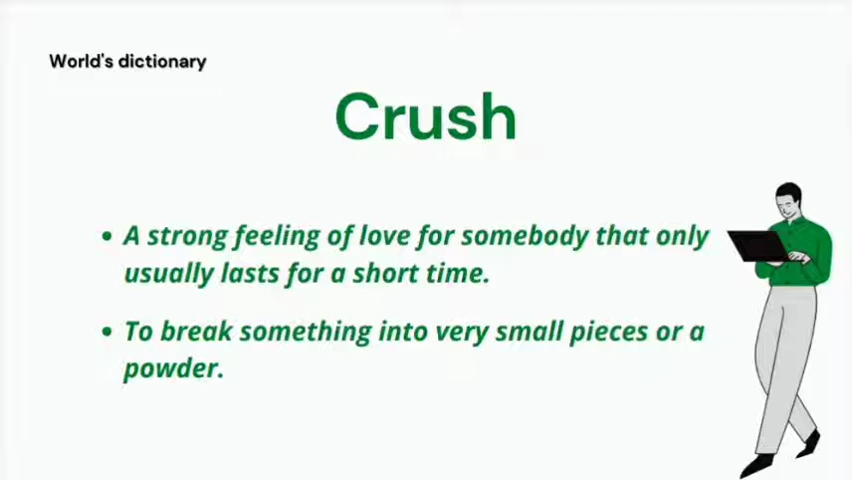 World's dictionary
Crush
• A strong feeling of love for somebody that only
usually lasts for a short time.
• To break something into very small pieces or a
powder.